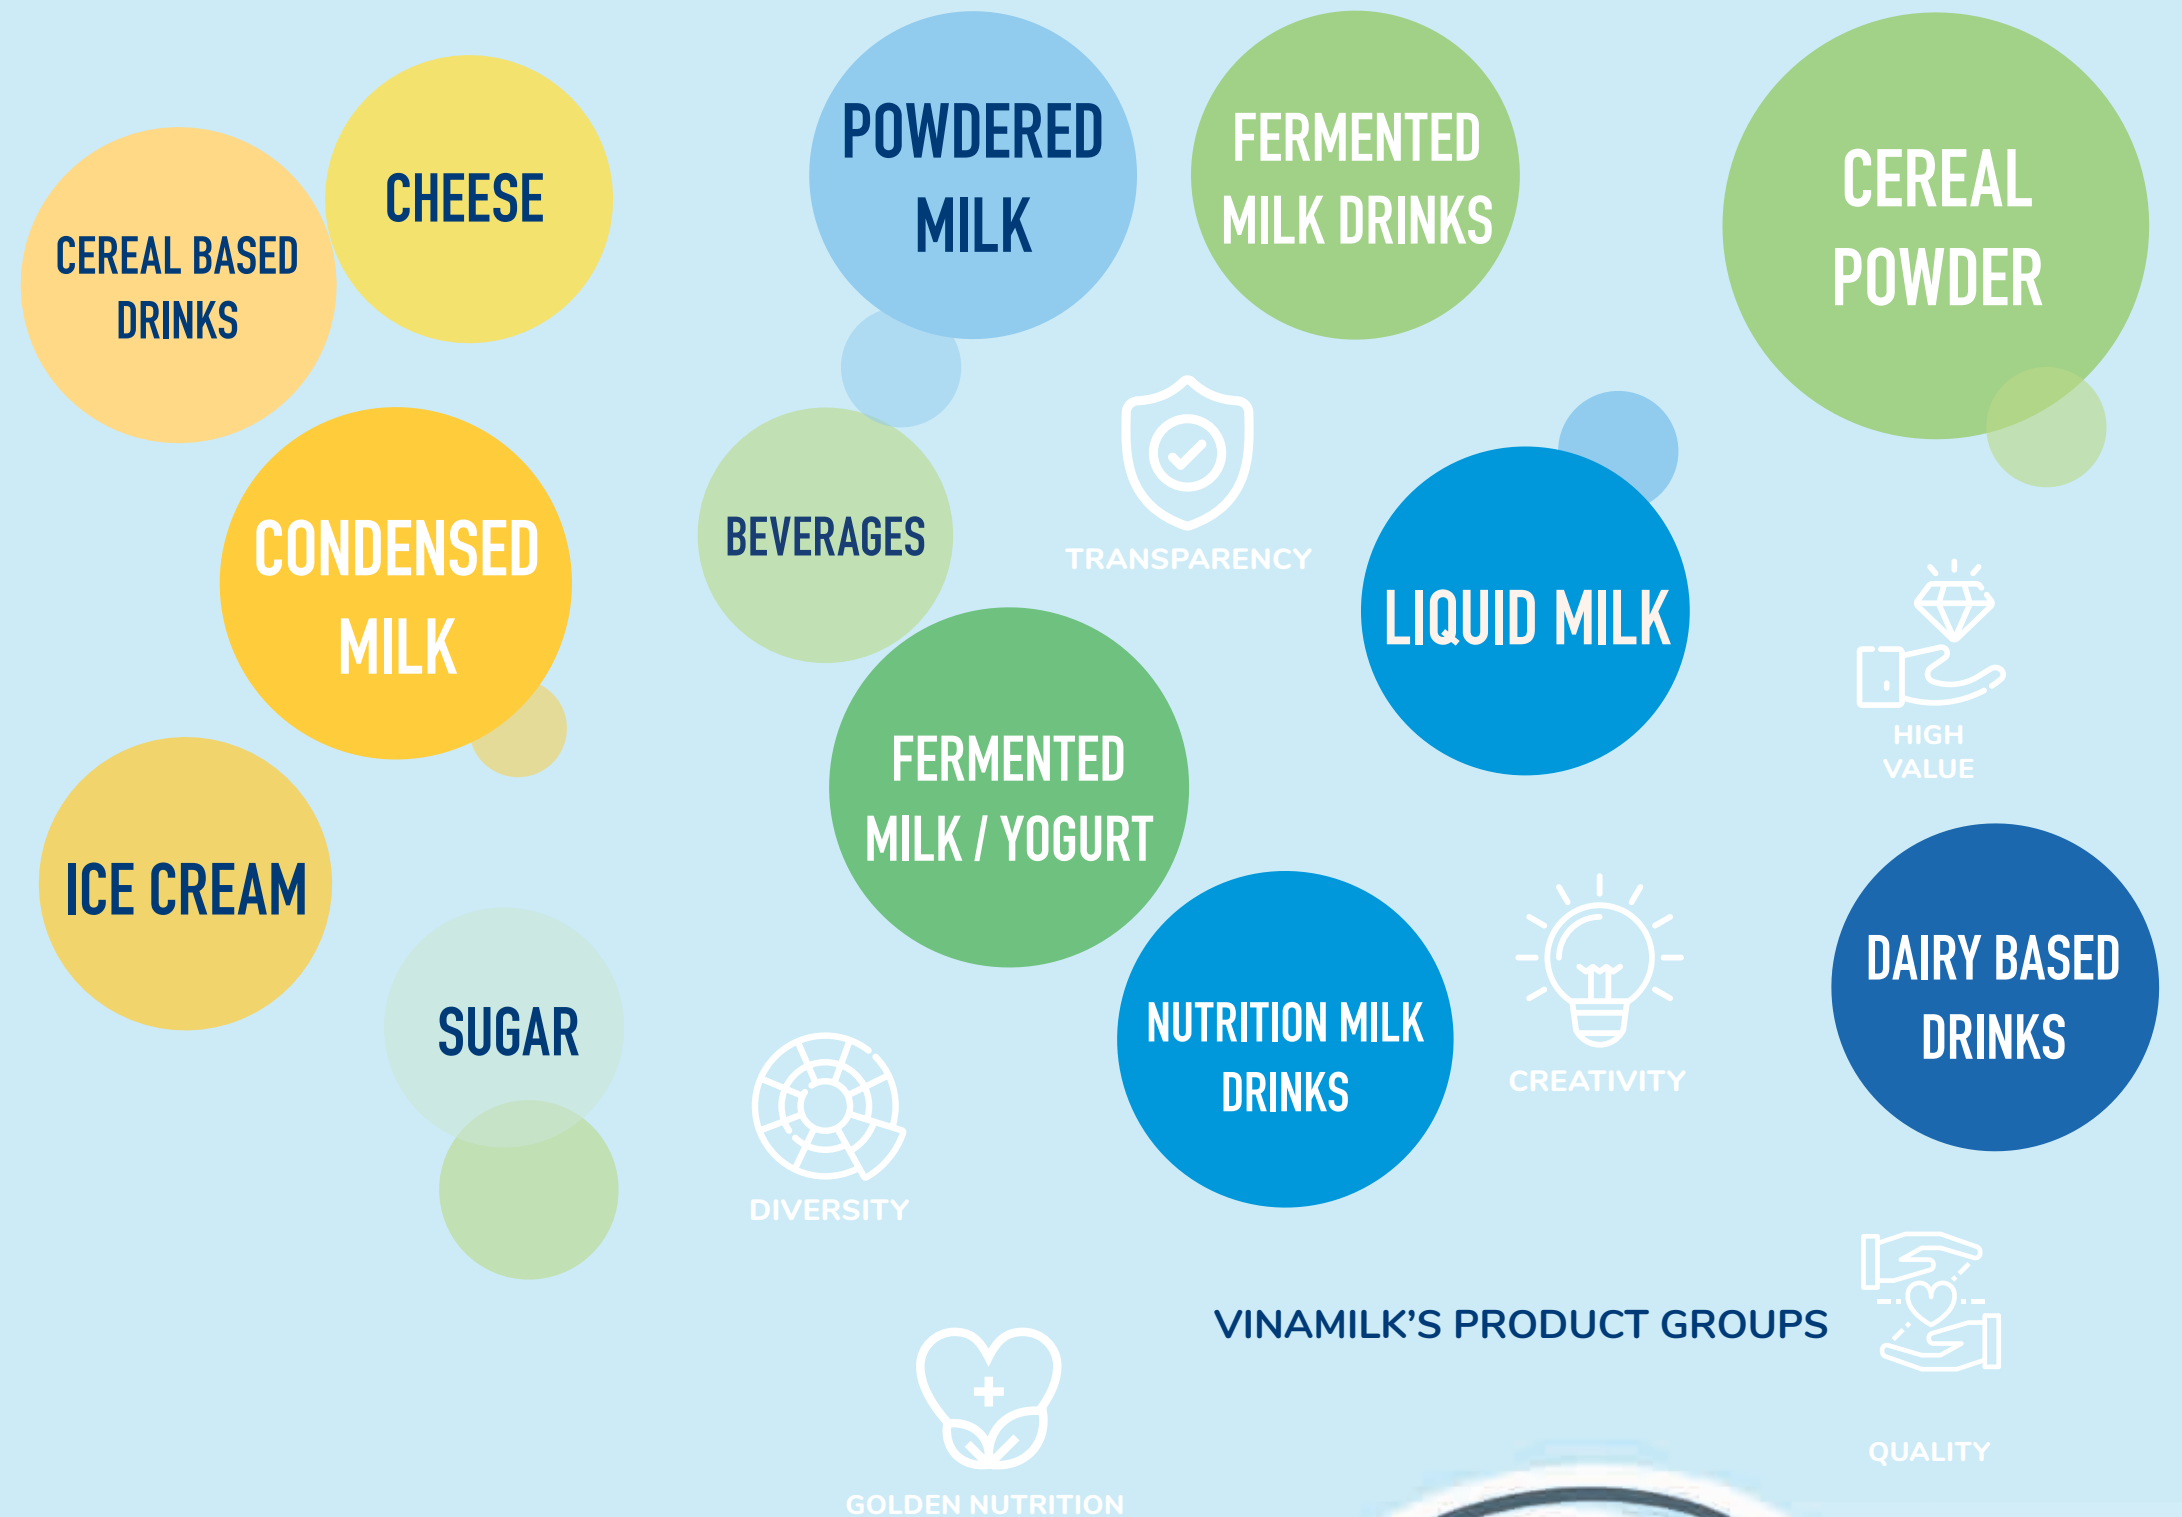 CEREAL BASED
DRINKS
CHEESE
POWDERED
MILK
FERMENTED
MILK DRINKS
CEREAL
POWDER
CONDENSED
MILK
BEVERAGES
TRANSPARENCY
LIQUID MILK
HIGH
VALUE
FERMENTED
MILK / YOGURT
ICE CREAM
SUGAR
NUTRITION MILK
DRINKS
CREATIVITY
DAIRY BASED
DRINKS
DIVERSITY
VINAMILK’S PRODUCT GROUPS
QUALITY
GOLDEN NUTRITION